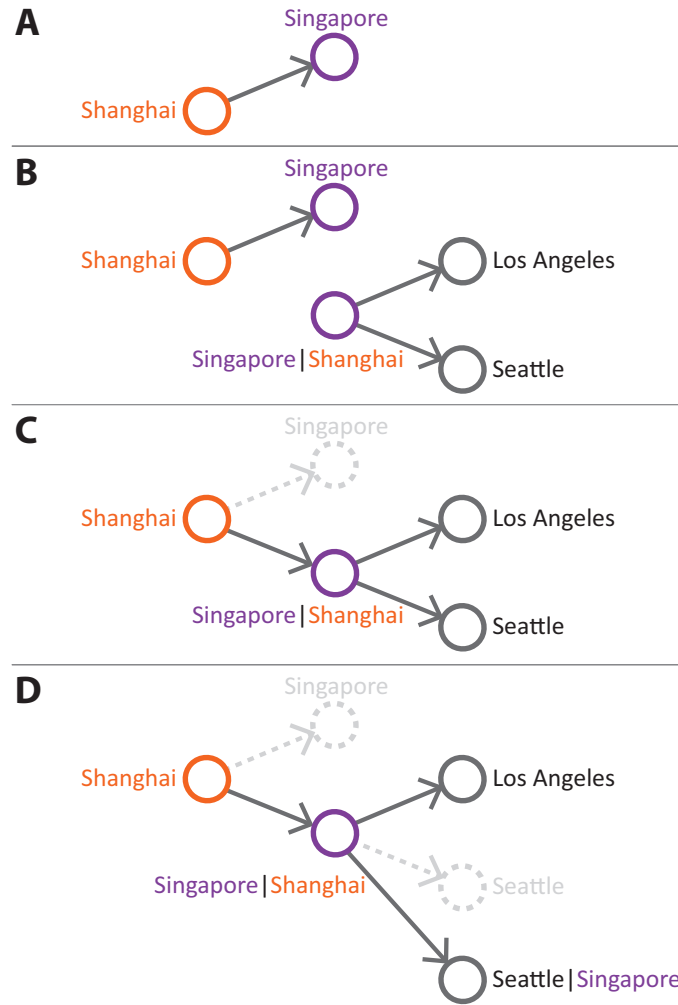 A
Singapore
Shanghai
B
Singapore
Shanghai
Los Angeles
Singapore|Shanghai
Seattle
C
Singapore
Shanghai
Los Angeles
Singapore|Shanghai
Seattle
D
Singapore
Shanghai
Los Angeles
Singapore|Shanghai
Seattle
Seattle|Singapore